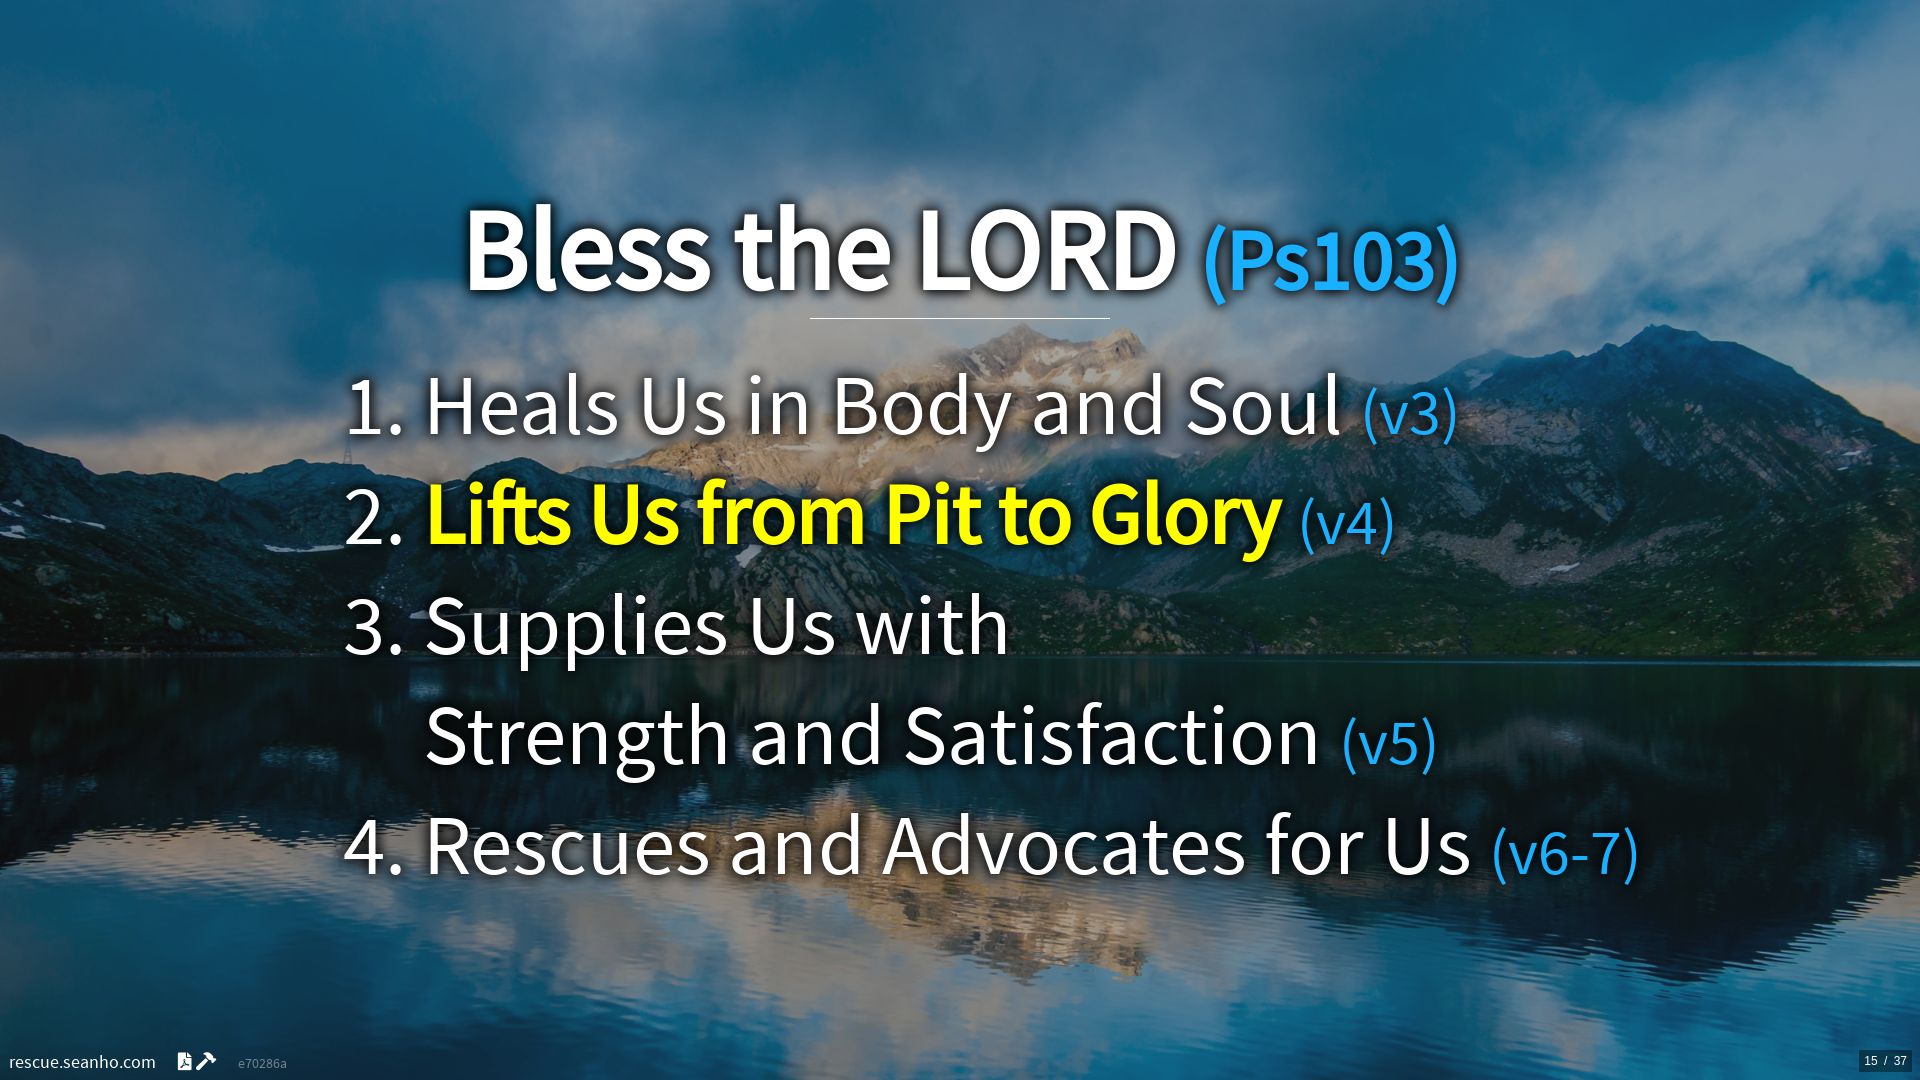 Bless the LORD (Ps103)
1. Heals Us in Body and Soul (v3)
2. Lifts Us from Pit to Glory (v4)
3. Supplies Us with
Strength and Satisfaction (v5)
4. Rescues and Advocates for Us (v6-7)
rescue.seanho.com e70286a
15 / 37